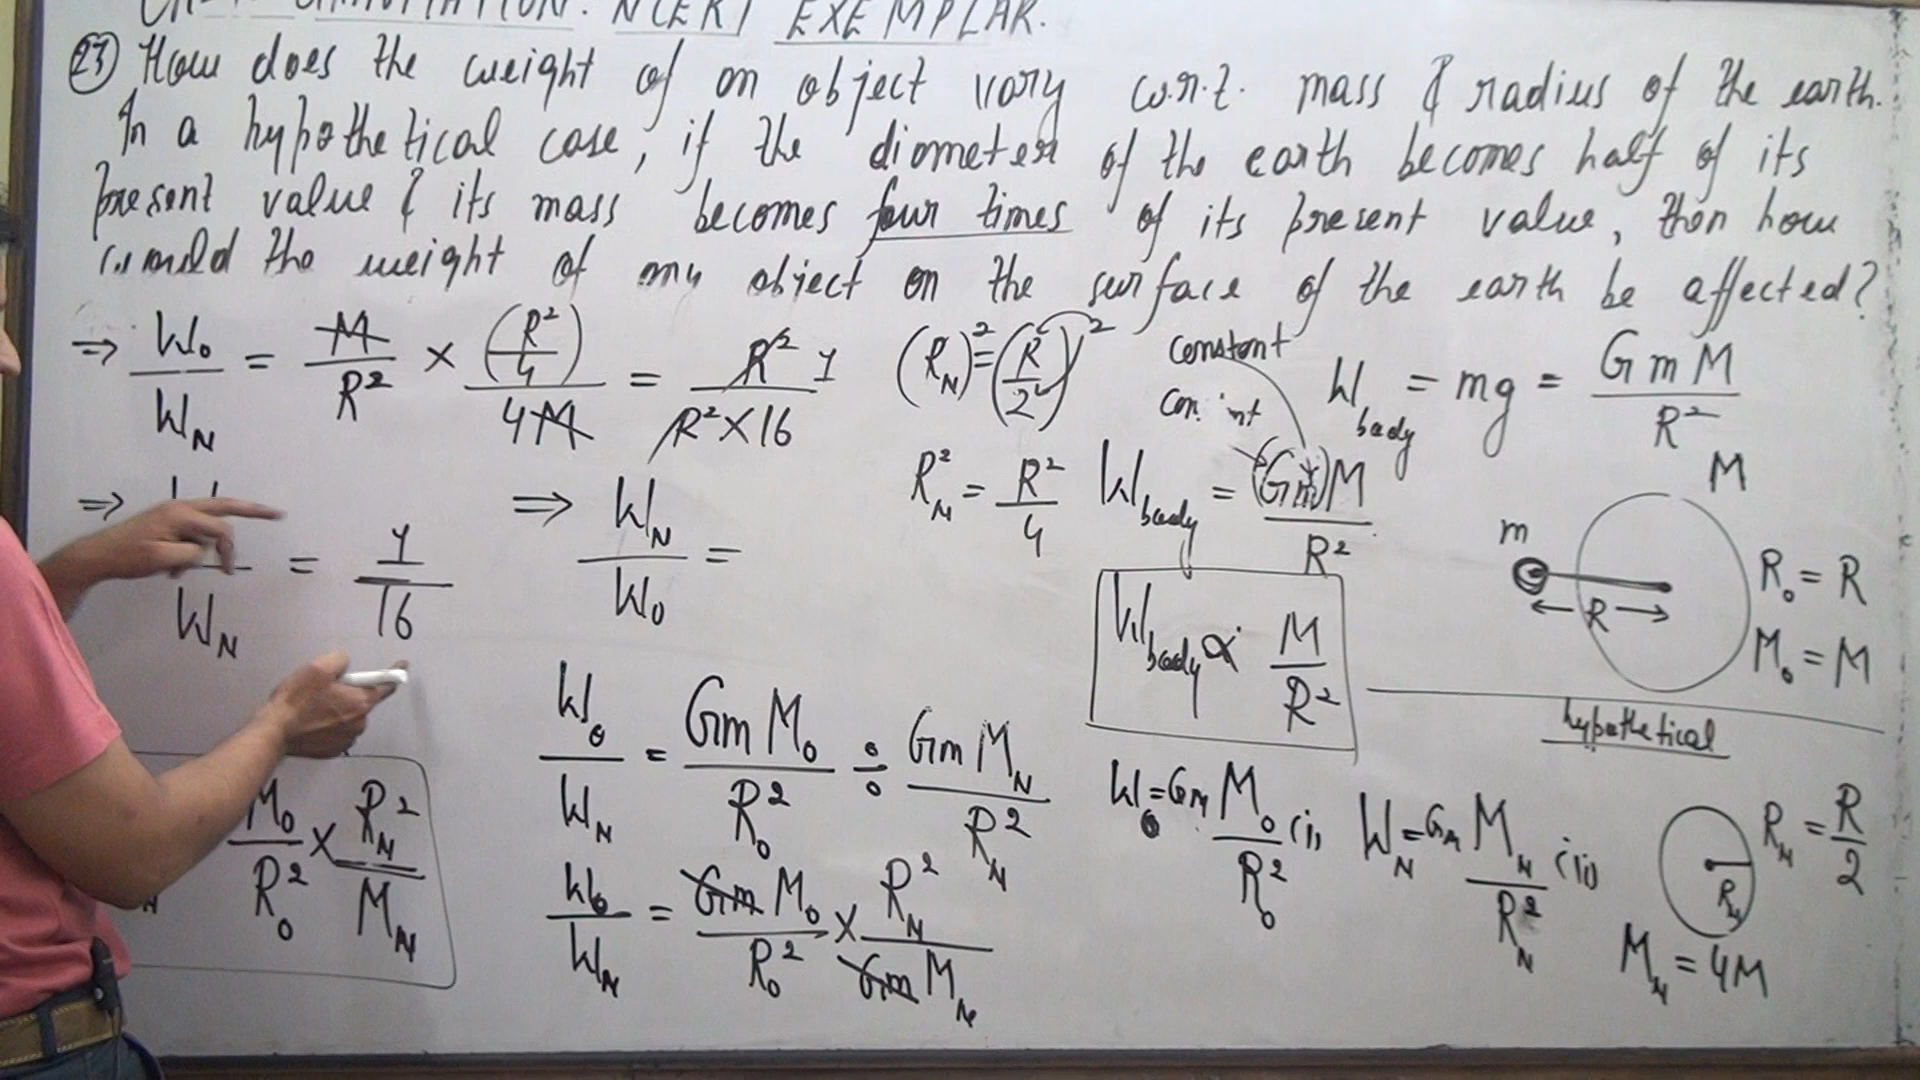 GRAVITATION. NCERT EXEMPLAR.
(27) How does the weight of an object vary w.r.t. mass & radius of the earth.
In a hypothetical case, if the diameter of the earth becomes half of its
present value & its mass becomes four times of its present value, then how
would the weight of any object on the surface of the earth be affected?
⇒ W₀/W_N = M/R² × (R²/4)/4M = R² 1/R²×16
(R_N)² = (R/2)²
constant
W_body = mg = GmM/R²
R_N² = R²/4
W_body = (Gm)M/R²
M
m
R
R₀ = R
M₀ = M
⇒ W_N = 1/16
⇒ W_N/W₀ =
W_body ∝ M/R²
hypothetical
W₀/W_N = GmM₀/R₀² ÷ GmM_N/R_N²
W₀ = Gm M₀/R₀² (i)
W_N = Gm M_N/R_N² (ii)
R_N = R/2
R_N
M_N = 4M
M₀/R₀² × R_N²/M_N
W₀/W_N = GmM₀/R₀² × R_N²/GmM_N